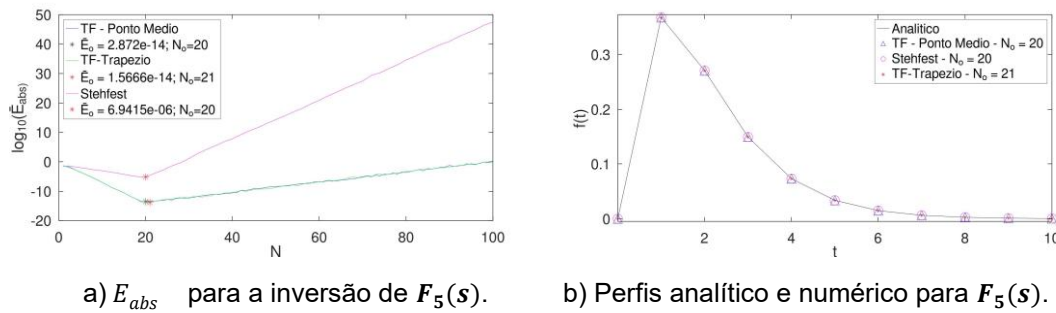 50
40
30
20
10
0
-10
-20
log10(Ēabs)
TF - Ponto Medio
Ēo = 2.872e-14; No=20
TF-Trapezio
Ēo = 1.5666e-14; No=21
Stehfest
Ēo = 6.9415e-06; No=20
0 20 40 60 80 100
N
0.3
0.2
0.1
0
f(t)
Analitico
TF - Ponto Medio - No = 20
Stehfest - No = 20
TF-Trapezio - No = 21
2 4 6 8 10
t
a) Eabs para a inversão de F5(s).
b) Perfis analítico e numérico para F5(s).